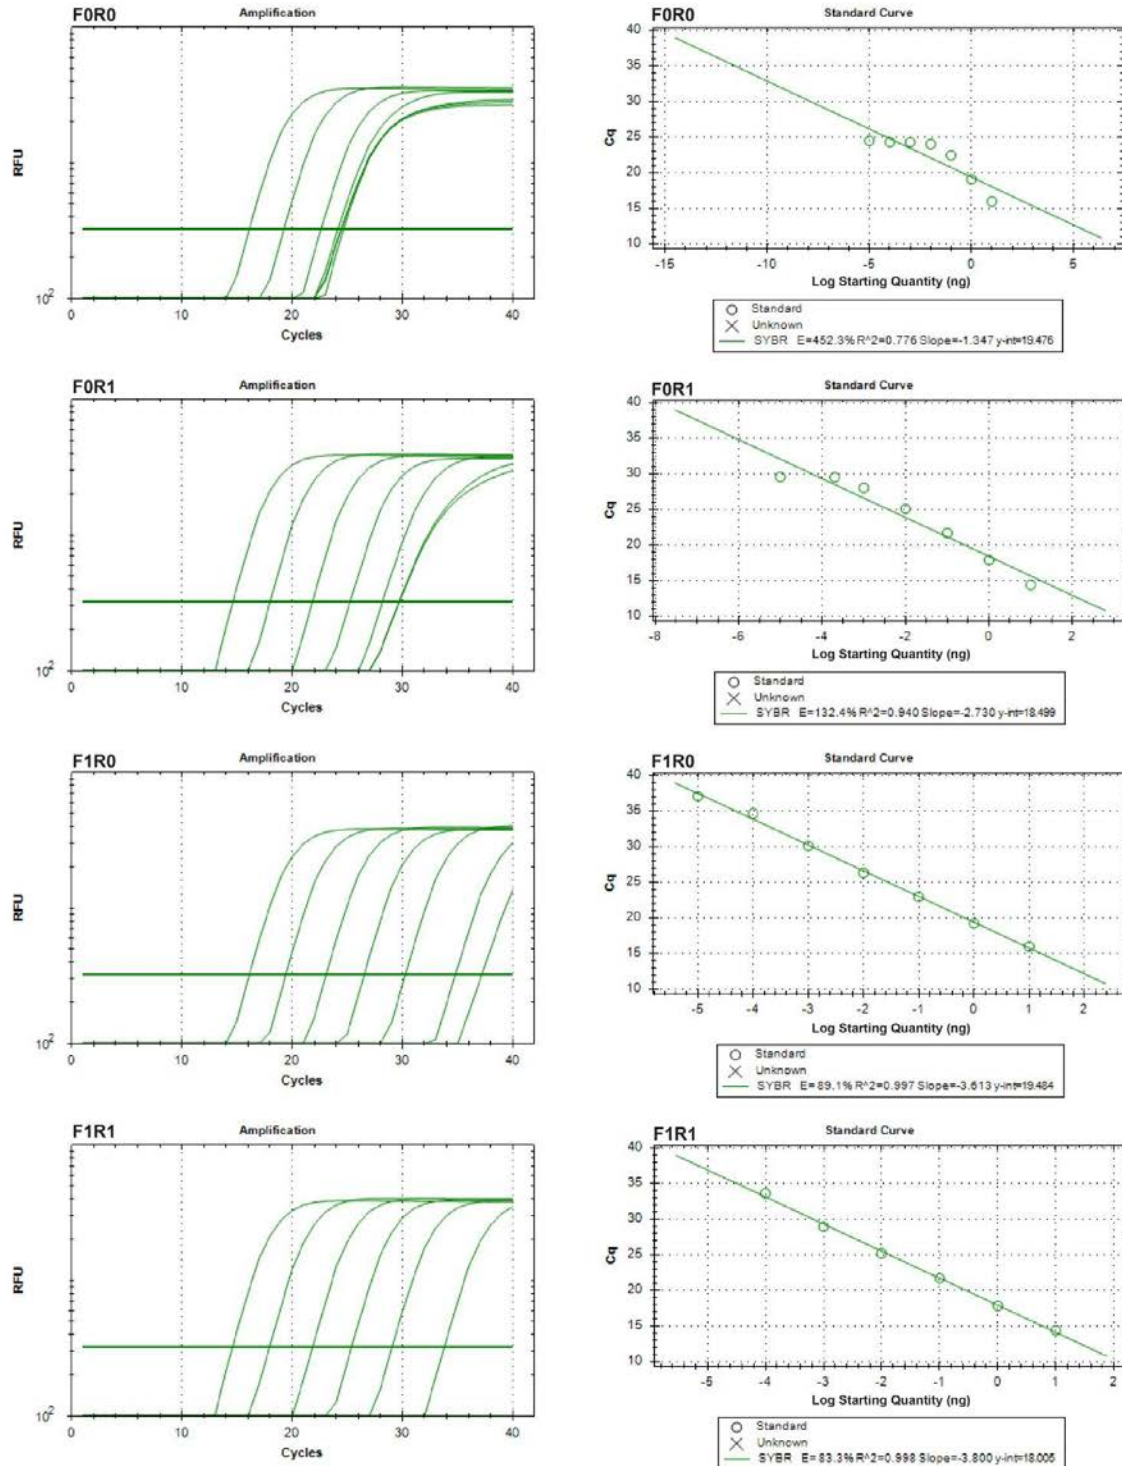 F0R0 Amplification
RFU
10²
0 10 20 30 40
Cycles
F0R0 Standard Curve
40
35
30
25
20
15
10
Cq
-15 -10 -5 0 5
Log Starting Quantity (ng)
Standard
Unknown
SYBR E=452.3% R^2=0.776 Slope=-1.347 y-int=19.476
F0R1 Amplification
RFU
10²
0 10 20 30 40
Cycles
F0R1 Standard Curve
40
35
30
25
20
15
10
Cq
-8 -6 -4 -2 0 2
Log Starting Quantity (ng)
Standard
Unknown
SYBR E=132.4% R^2=0.940 Slope=-2.730 y-int=18.499
F1R0 Amplification
RFU
10²
0 10 20 30 40
Cycles
F1R0 Standard Curve
40
35
30
25
20
15
10
Cq
-5 -4 -3 -2 -1 0 1 2
Log Starting Quantity (ng)
Standard
Unknown
SYBR E= 89.1% R^2=0.997 Slope=-3.613 y-int=19.484
F1R1 Amplification
RFU
10²
0 10 20 30 40
Cycles
F1R1 Standard Curve
40
35
30
25
20
15
10
Cq
-5 -4 -3 -2 -1 0 1 2
Log Starting Quantity (ng)
Standard
Unknown
SYBR E= 83.3% R^2=0.998 Slope=-3.800 y-int=18.005